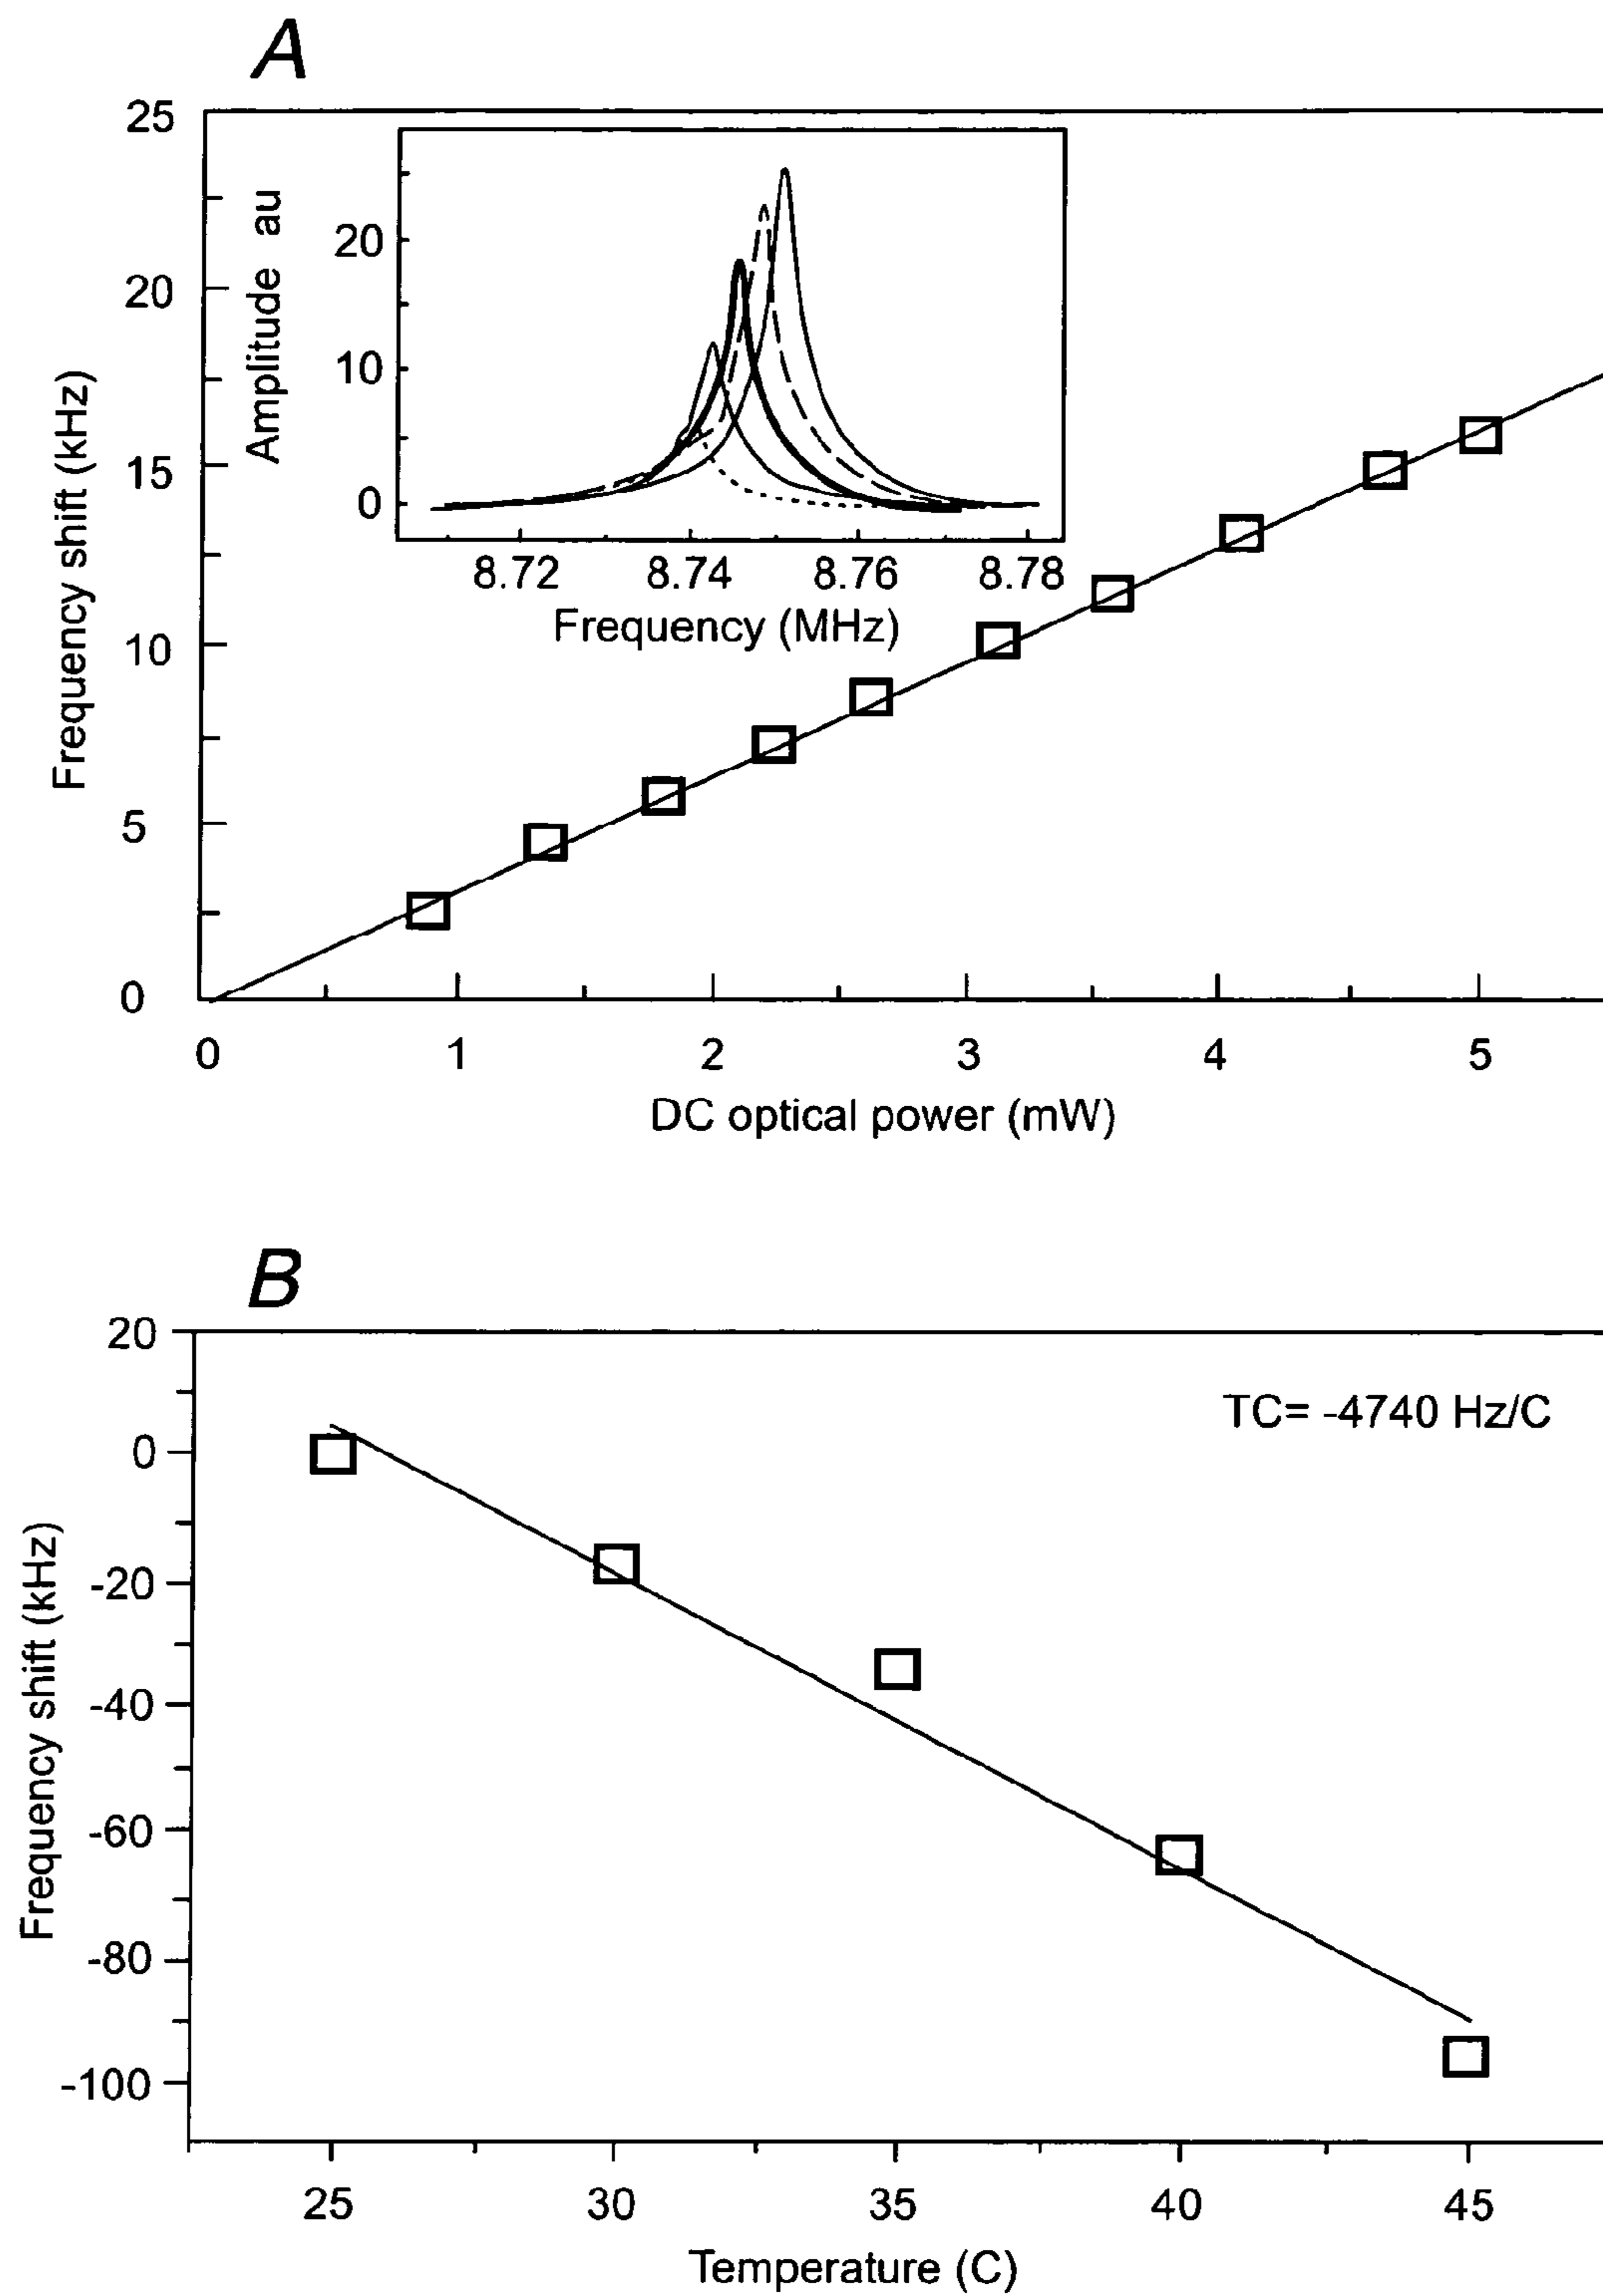 A
25
20
15
10
5
0
Frequency shift (kHz)
Amplitude au
20
10
0
8.72 8.74 8.76 8.78
Frequency (MHz)
0 1 2 3 4 5
DC optical power (mW)
B
20
0
-20
-40
-60
-80
-100
Frequency shift (kHz)
TC= -4740 Hz/C
25 30 35 40 45
Temperature (C)